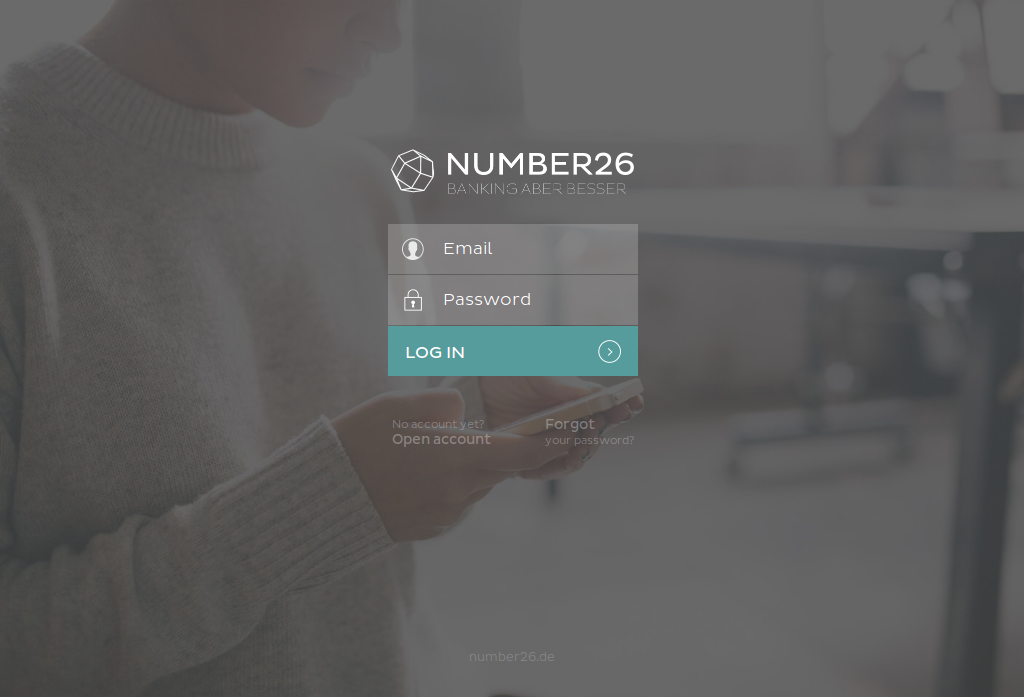 NUMBER26
BANKING ABER BESSER
Email
Password
LOG IN
No account yet?
Open account
Forgot
your password?
number26.de